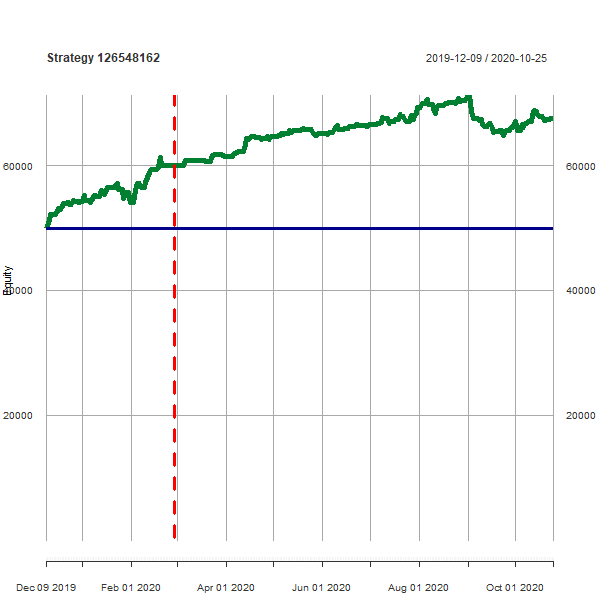 Strategy 126548162
2019-12-09 / 2020-10-25
60000
60000
Equity
40000
40000
20000
20000
Dec 09 2019
Feb 01 2020
Apr 01 2020
Jun 01 2020
Aug 01 2020
Oct 01 2020